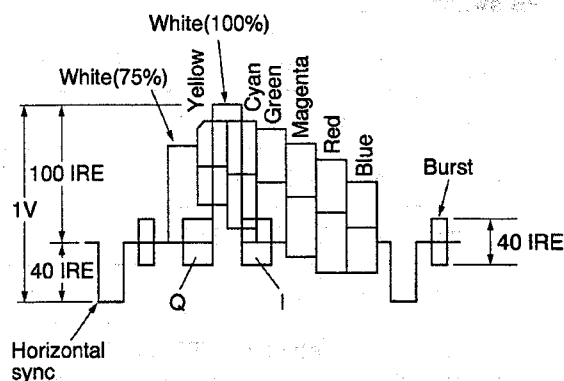 White(100%)
White(75%)
Yellow
Cyan
Green
Magenta
Red
Blue
Burst
100 IRE
1V
40 IRE
40 IRE
Q
I
Horizontal
sync